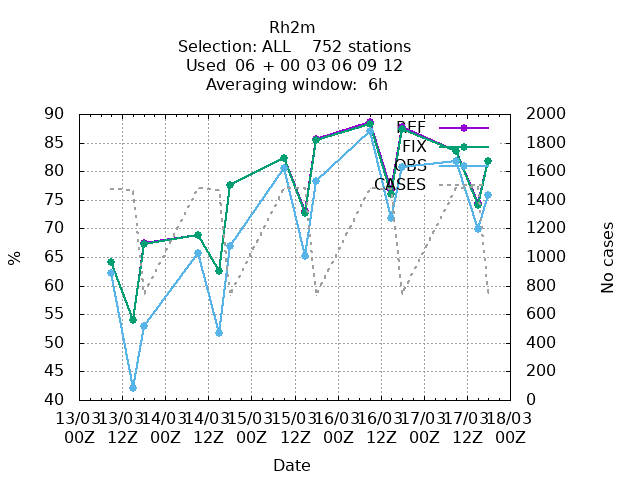 Rh2m
Selection: ALL    752 stations
Used  06 + 00 03 06 09 12
Averaging window:  6h
90
85
80
75
70
65
60
55
50
45
40
2000
1800
1600
1400
1200
1000
800
600
400
200
0
REF
FIX
OBS
CASES
%
No cases
13/03 13/03 14/03 14/03 15/03 15/03 16/03 16/03 17/03 17/03 18/03
00Z 12Z 00Z 12Z 00Z 12Z 00Z 12Z 00Z 12Z 00Z
Date